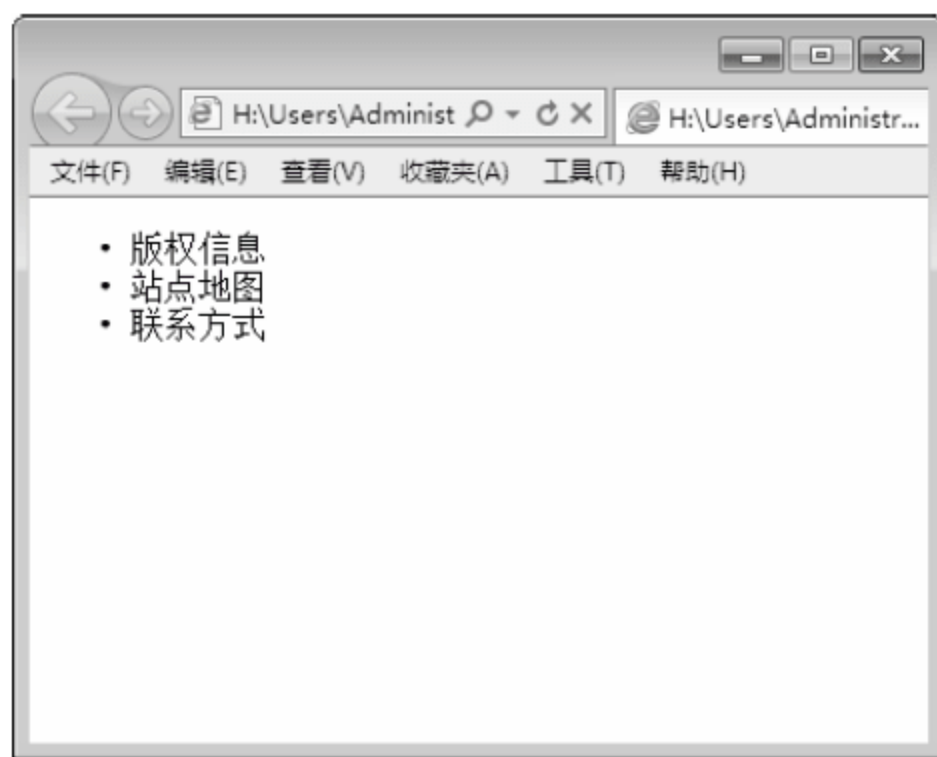 H:\Users\Administ
H:\Users\Administr...
文件(F) 编辑(E) 查看(V) 收藏夹(A) 工具(T) 帮助(H)
• 版权信息
• 站点地图
• 联系方式